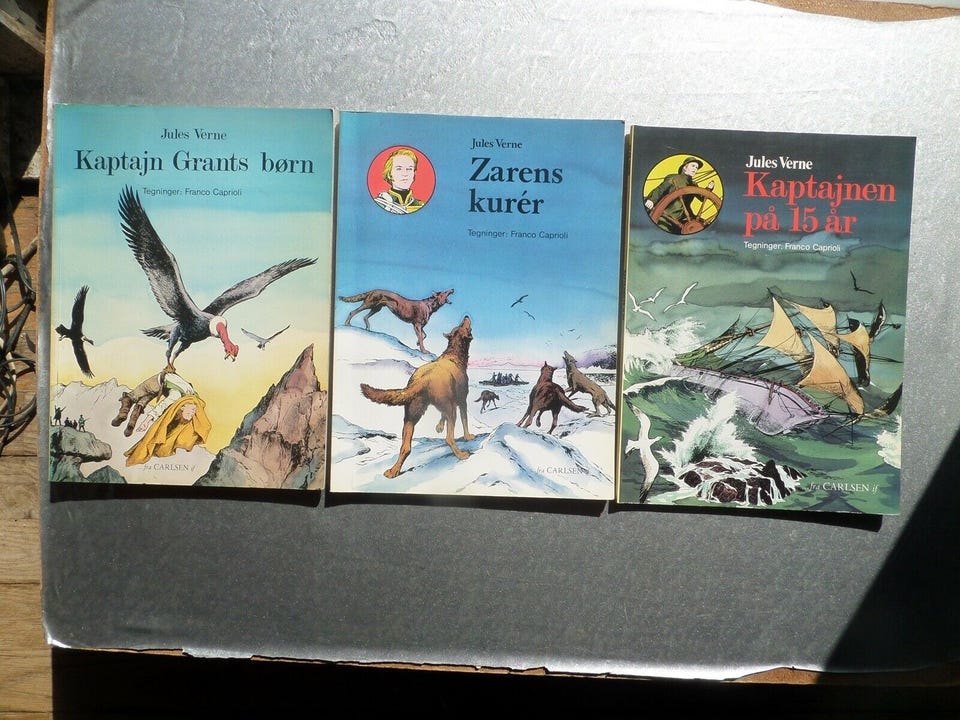 Jules Verne
Kaptajn Grants børn
Tegninger: Franco Caprioli
fra CARLSEN if
Jules Verne
Zarens
kurér
Tegninger: Franco Caprioli
fra CARLSEN if
Jules Verne
Kaptajnen
på 15 år
Tegninger: Franco Caprioli
fra CARLSEN if